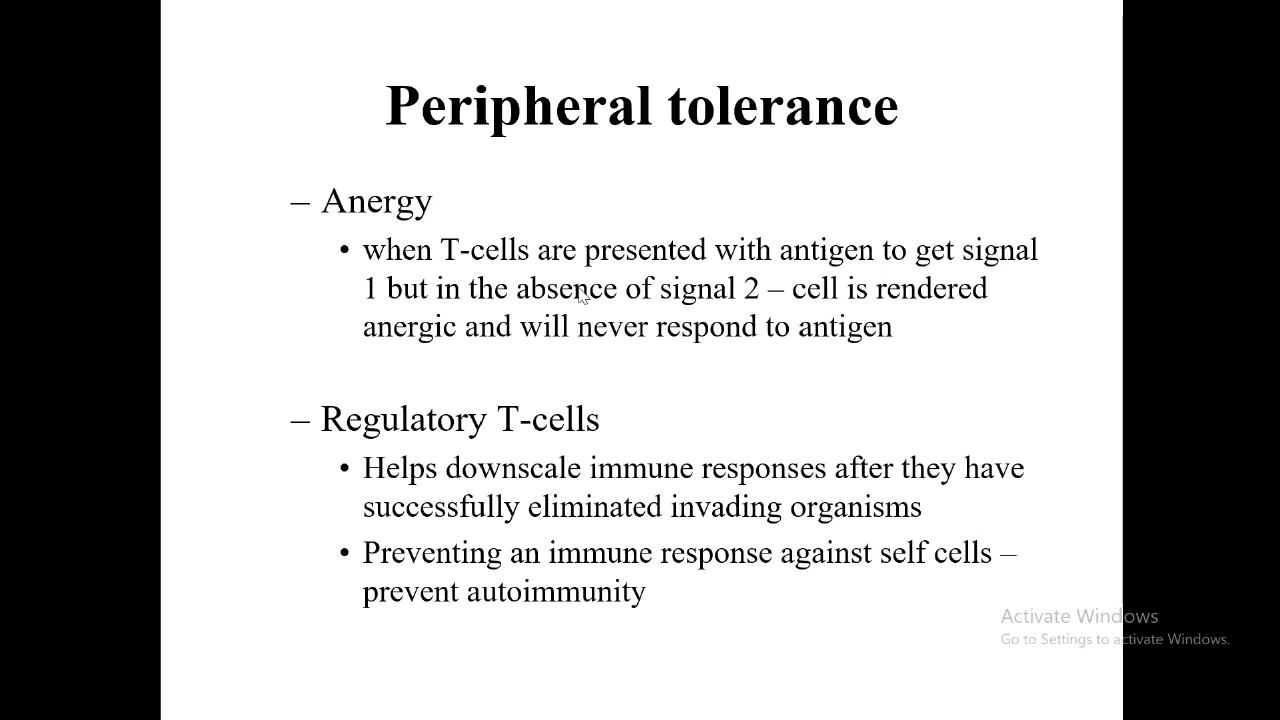 Peripheral tolerance
– Anergy
• when T-cells are presented with antigen to get signal
1 but in the absence of signal 2 – cell is rendered
anergic and will never respond to antigen
– Regulatory T-cells
• Helps downscale immune responses after they have
successfully eliminated invading organisms
• Preventing an immune response against self cells –
prevent autoimmunity
Activate Windows
Go to Settings to activate Windows.